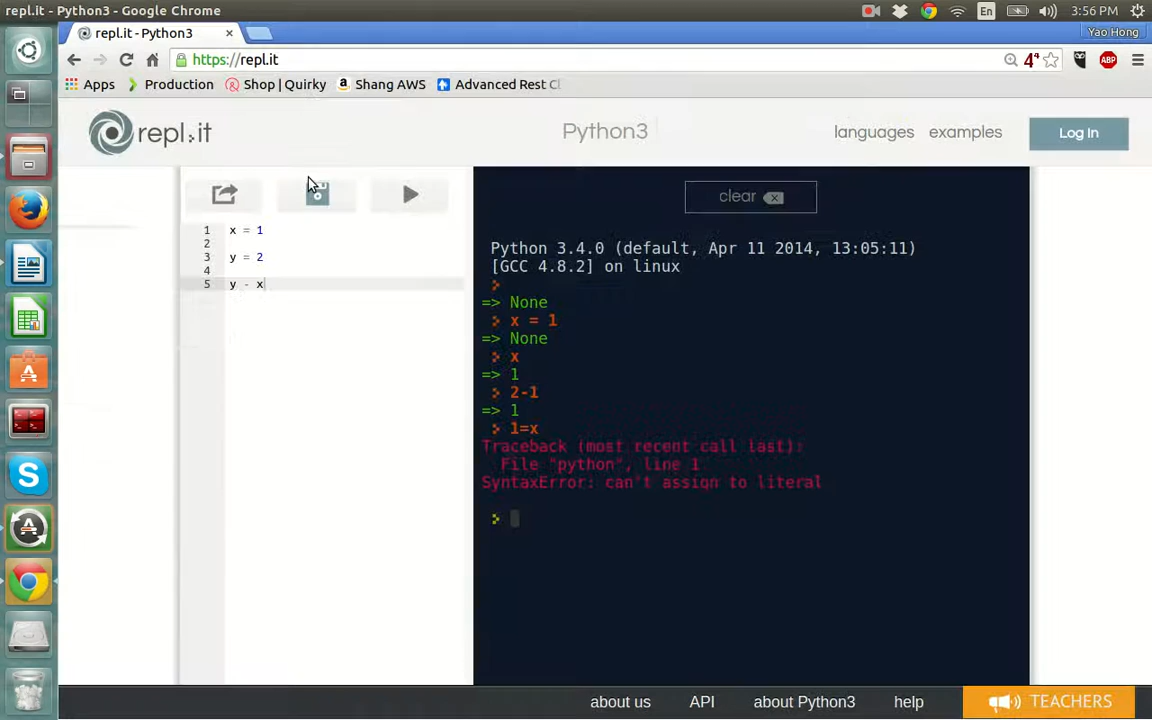 repl.it - Python3 - Google Chrome
En
3:56 PM
repl.it - Python3
×
Yao Hong
https://repl.it
4
ABP
Apps
Production
Shop | Quirky
a
Shang AWS
Advanced Rest Cl
repl.it
Python3
languages
examples
Log In
clear
1 x = 1
2
3 y = 2
4
5 y - x
Python 3.4.0 (default, Apr 11 2014, 13:05:11)
[GCC 4.8.2] on linux
=> None
x = 1
=> None
x
=> 1
2-1
=> 1
1=x
Traceback (most recent call last):
File "python", line 1
SyntaxError: can't assign to literal
about us
API
about Python3
help
TEACHERS